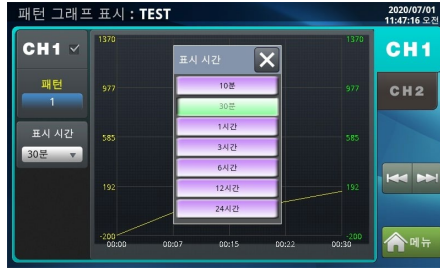 패턴 그래프 표시 : TEST
2020/07/01
11:47:16 오전
CH1
패턴
1
표시 시간
30분
1370
977
585
192
-200
00:00
00:07
00:15
00:22
00:30
1370
977
585
192
-200
표시 시간
10분
30분
1시간
3시간
6시간
12시간
24시간
CH1
CH2
메뉴